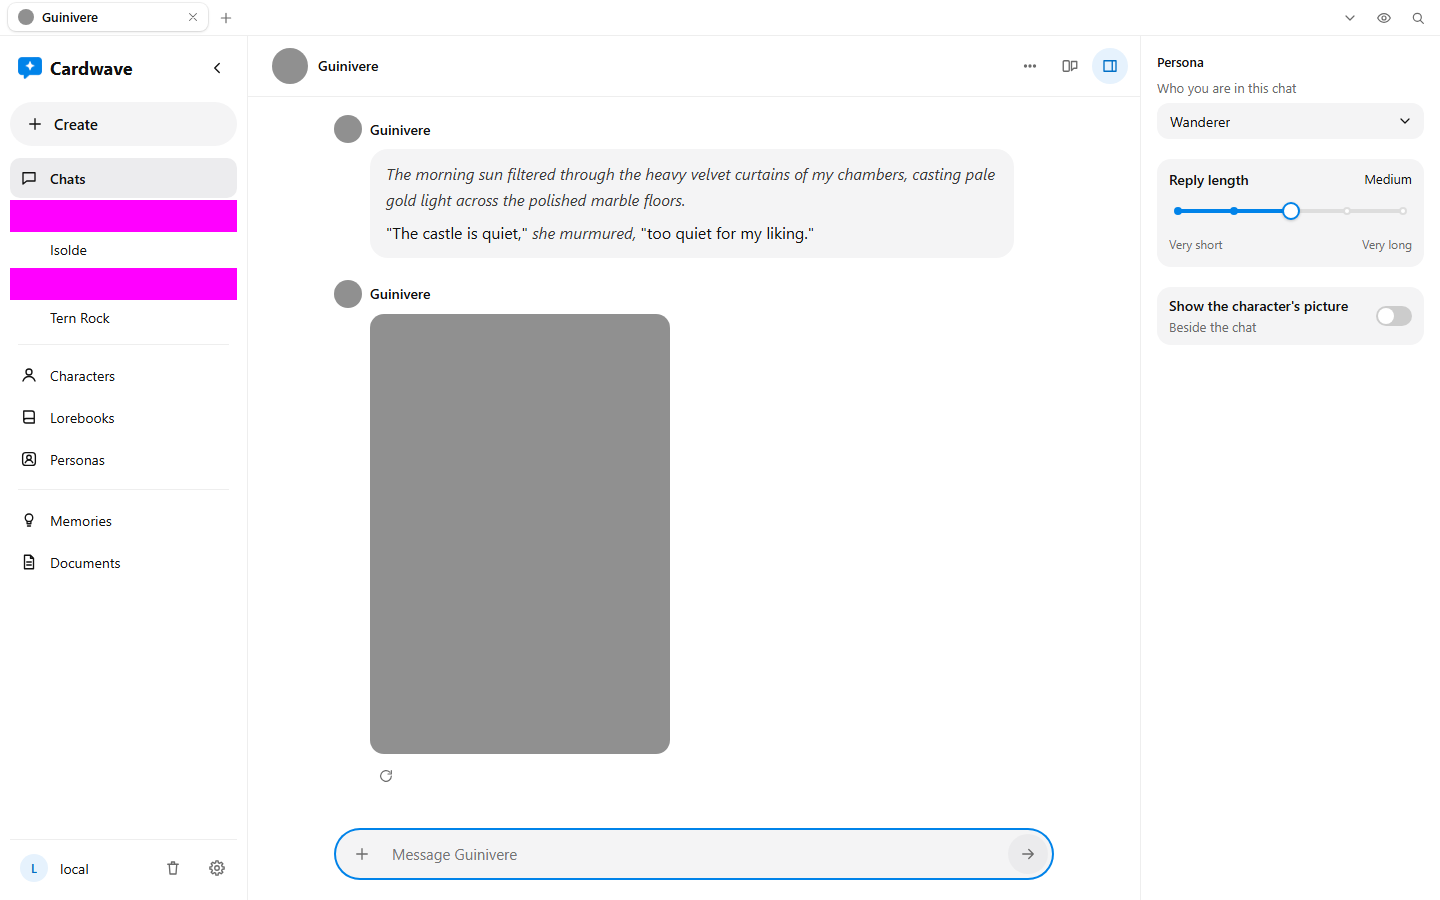 Guinivere
Cardwave
Create
Chats
Isolde
Tern Rock
Characters
Lorebooks
Personas
Memories
Documents
L local
Guinivere
Guinivere
The morning sun filtered through the heavy velvet curtains of my chambers, casting pale
gold light across the polished marble floors.
"The castle is quiet," she murmured, "too quiet for my liking."
Guinivere
Message Guinivere
Persona
Who you are in this chat
Wanderer
Reply length Medium
Very short Very long
Show the character's picture
Beside the chat